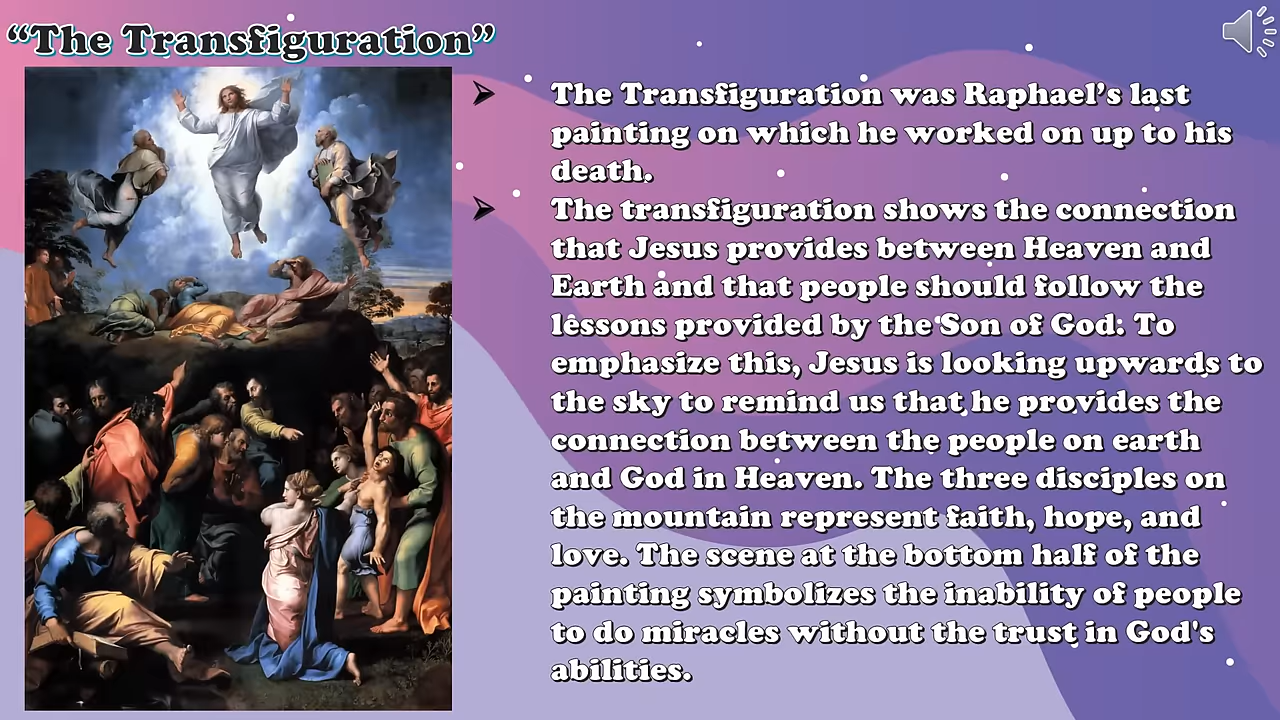 “The Transfiguration”
➢ The Transfiguration was Raphael’s last
painting on which he worked on up to his
death.
➢ The transfiguration shows the connection
that Jesus provides between Heaven and
Earth and that people should follow the
lessons provided by the Son of God: To
emphasize this, Jesus is looking upwards to
the sky to remind us that he provides the
connection between the people on earth
and God in Heaven. The three disciples on
the mountain represent faith, hope, and
love. The scene at the bottom half of the
painting symbolizes the inability of people
to do miracles without the trust in God's
abilities.